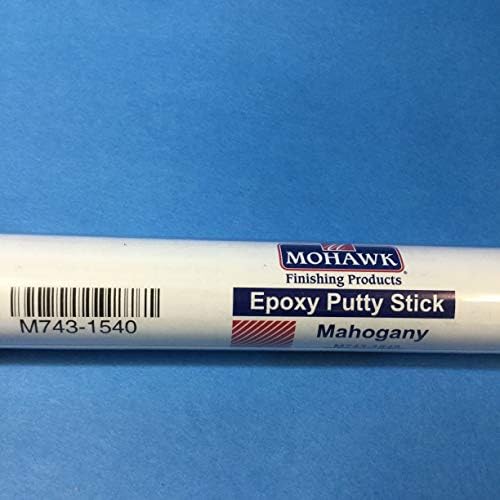 MOHAWK®
Finishing Products
Epoxy Putty Stick
Mahogany
M743-1540